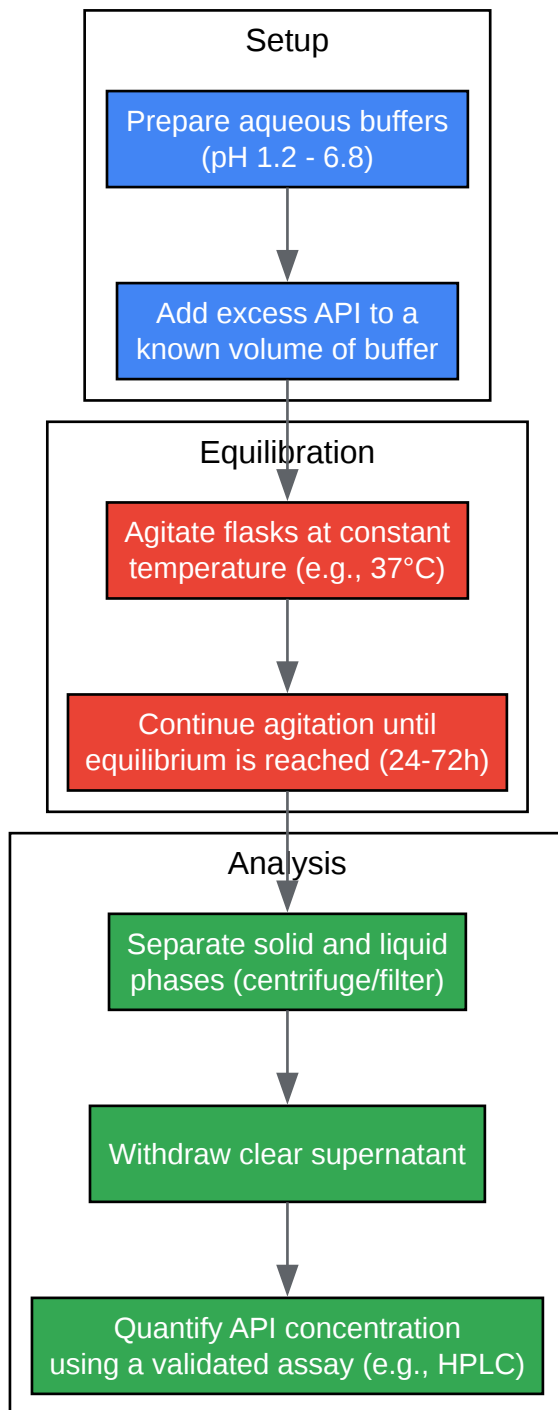 Setup
Prepare aqueous buffers
(pH 1.2 - 6.8)
Add excess API to a
known volume of buffer
Equilibration
Agitate flasks at constant
temperature (e.g., 37°C)
Continue agitation until
equilibrium is reached (24-72h)
Analysis
Separate solid and liquid
phases (centrifuge/filter)
Withdraw clear supernatant
Quantify API concentration
using a validated assay (e.g., HPLC)